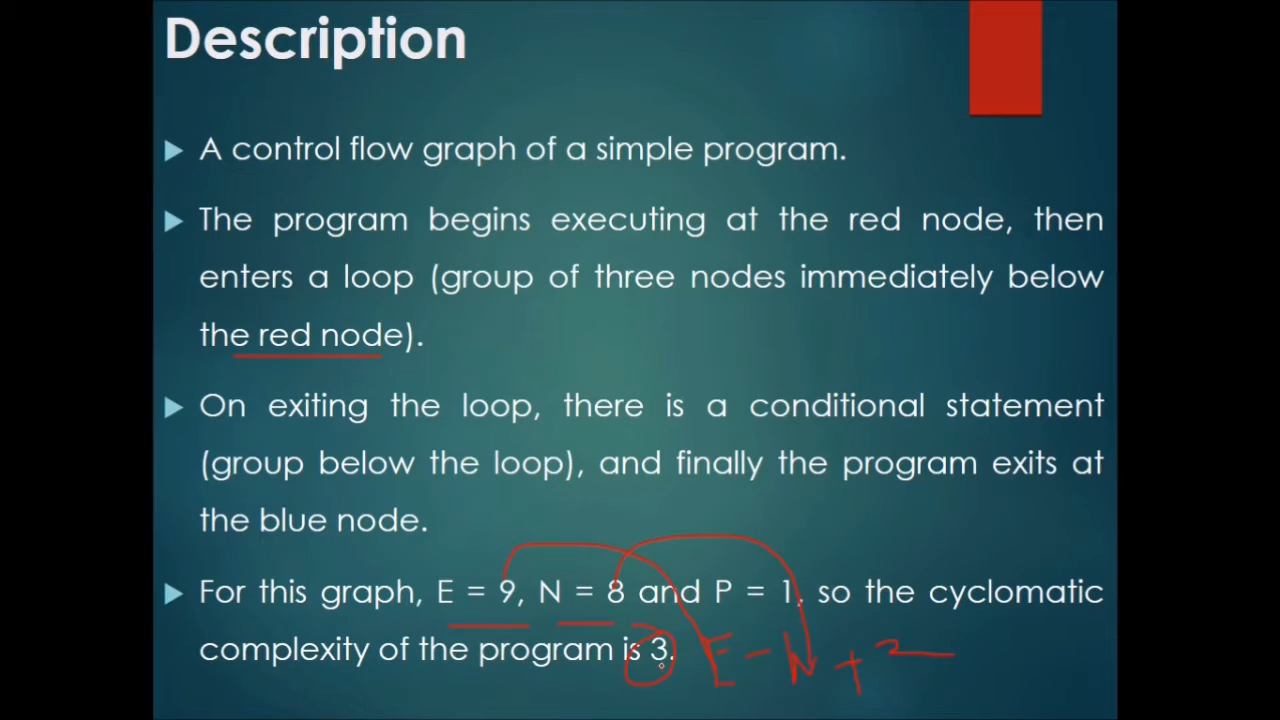 Description
A control flow graph of a simple program.
The program begins executing at the red node, then
enters a loop (group of three nodes immediately below
the red node).
On exiting the loop, there is a conditional statement
(group below the loop), and finally the program exits at
the blue node.
For this graph, E = 9, N = 8 and P = 1, so the cyclomatic
complexity of the program is 3.
E - N + 2